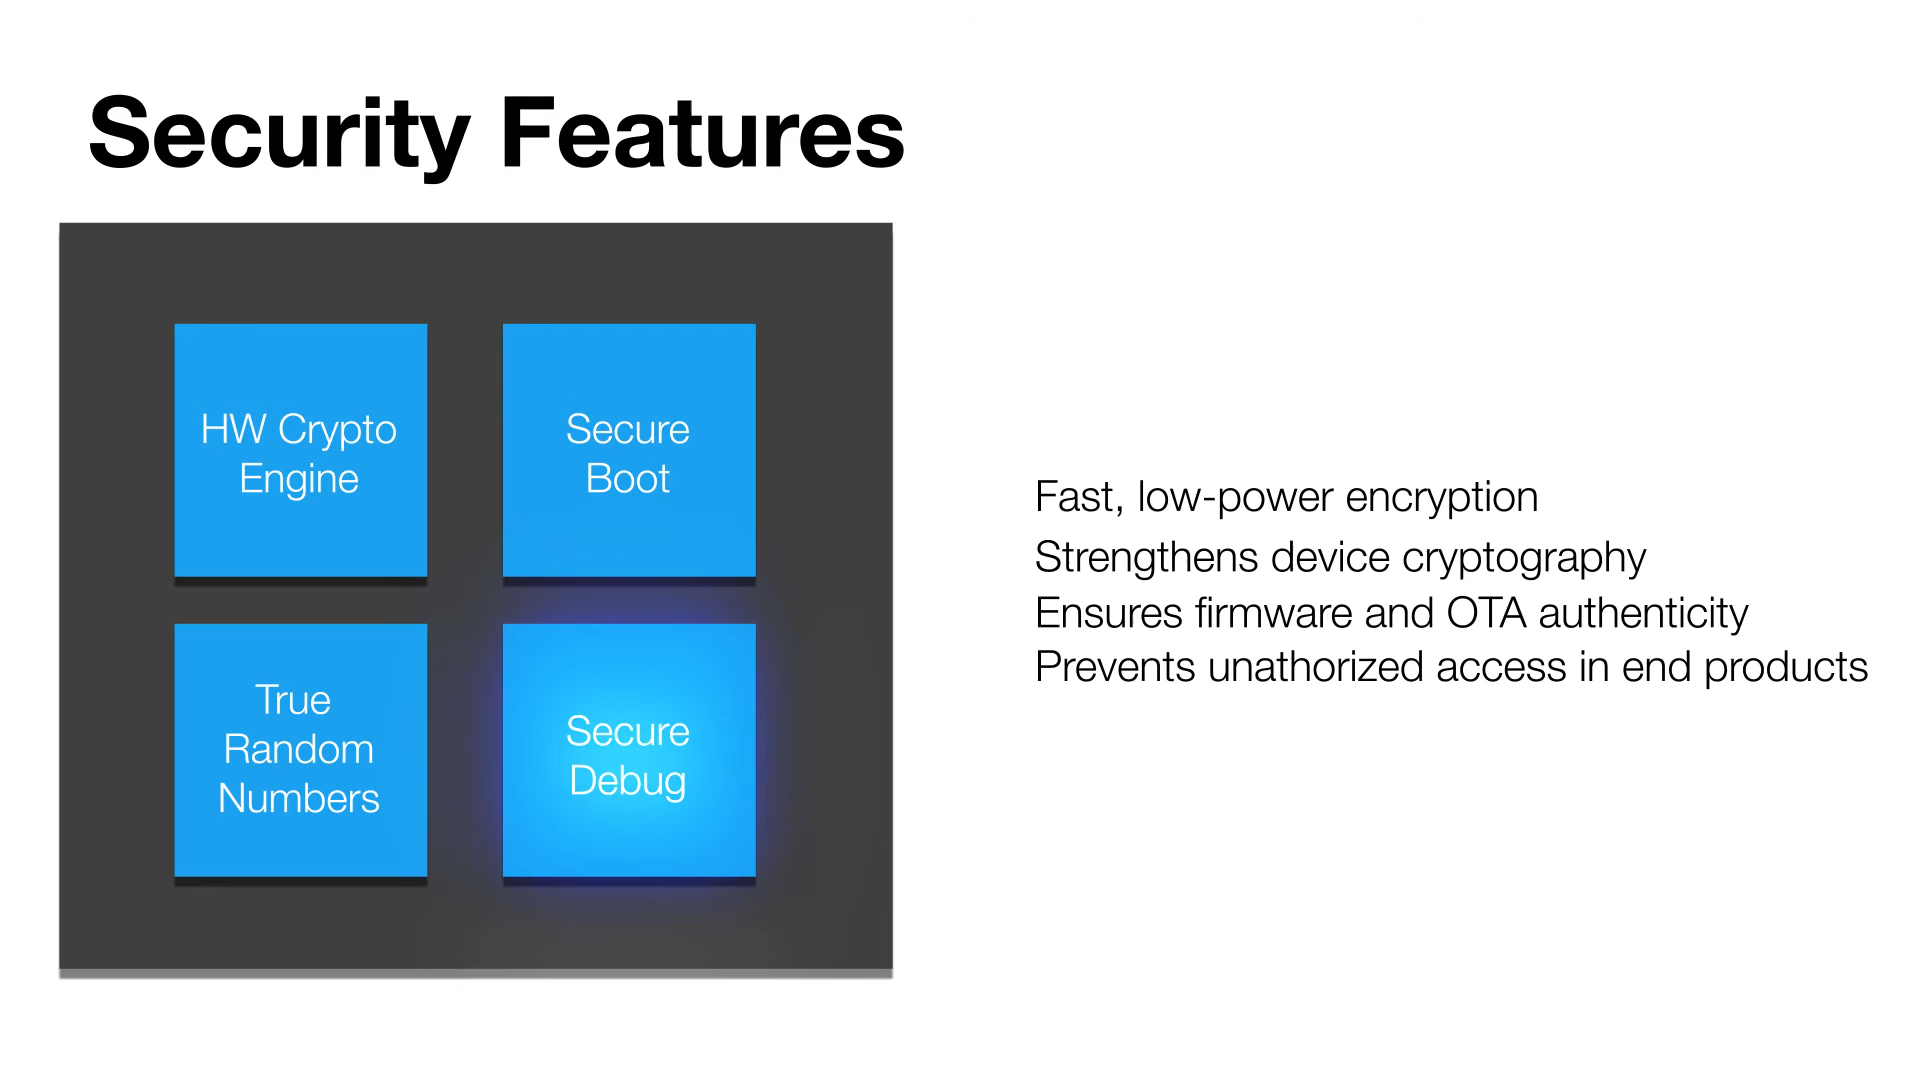 Security Features
HW Crypto
Engine
Secure
Boot
True
Random
Numbers
Secure
Debug
Fast, low-power encryption
Strengthens device cryptography
Ensures firmware and OTA authenticity
Prevents unathorized access in end products